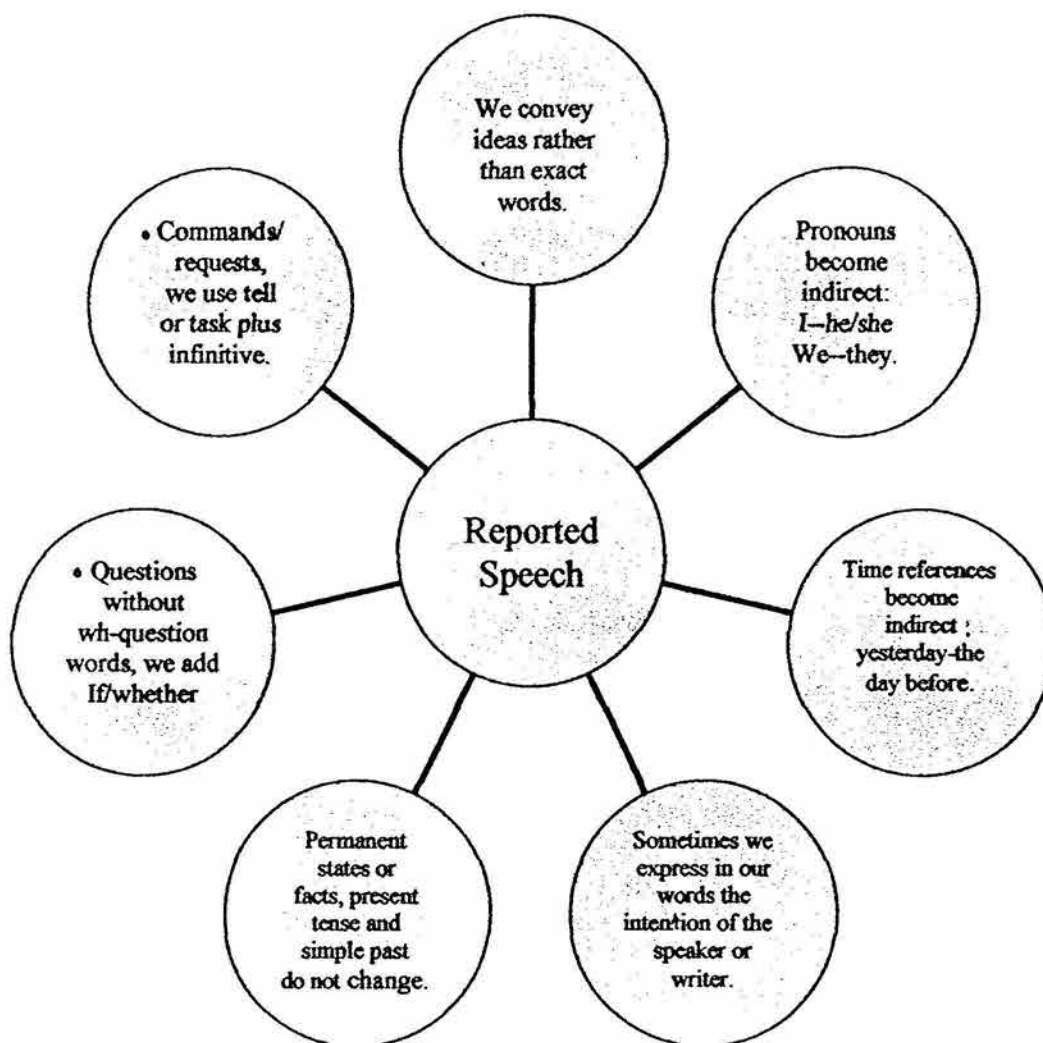 We convey
ideas rather
than exact
words.
Pronouns
become
indirect:
I--he/she
We--they.
Time references
become
indirect :
yesterday-the
day before.
Sometimes we
express in our
words the
intention of the
speaker or
writer.
Permanent
states or
facts, present
tense and
simple past
do not change.
• Questions
without
wh-question
words, we add
If/whether
• Commands/
requests,
we use tell
or task plus
infinitive.
Reported
Speech